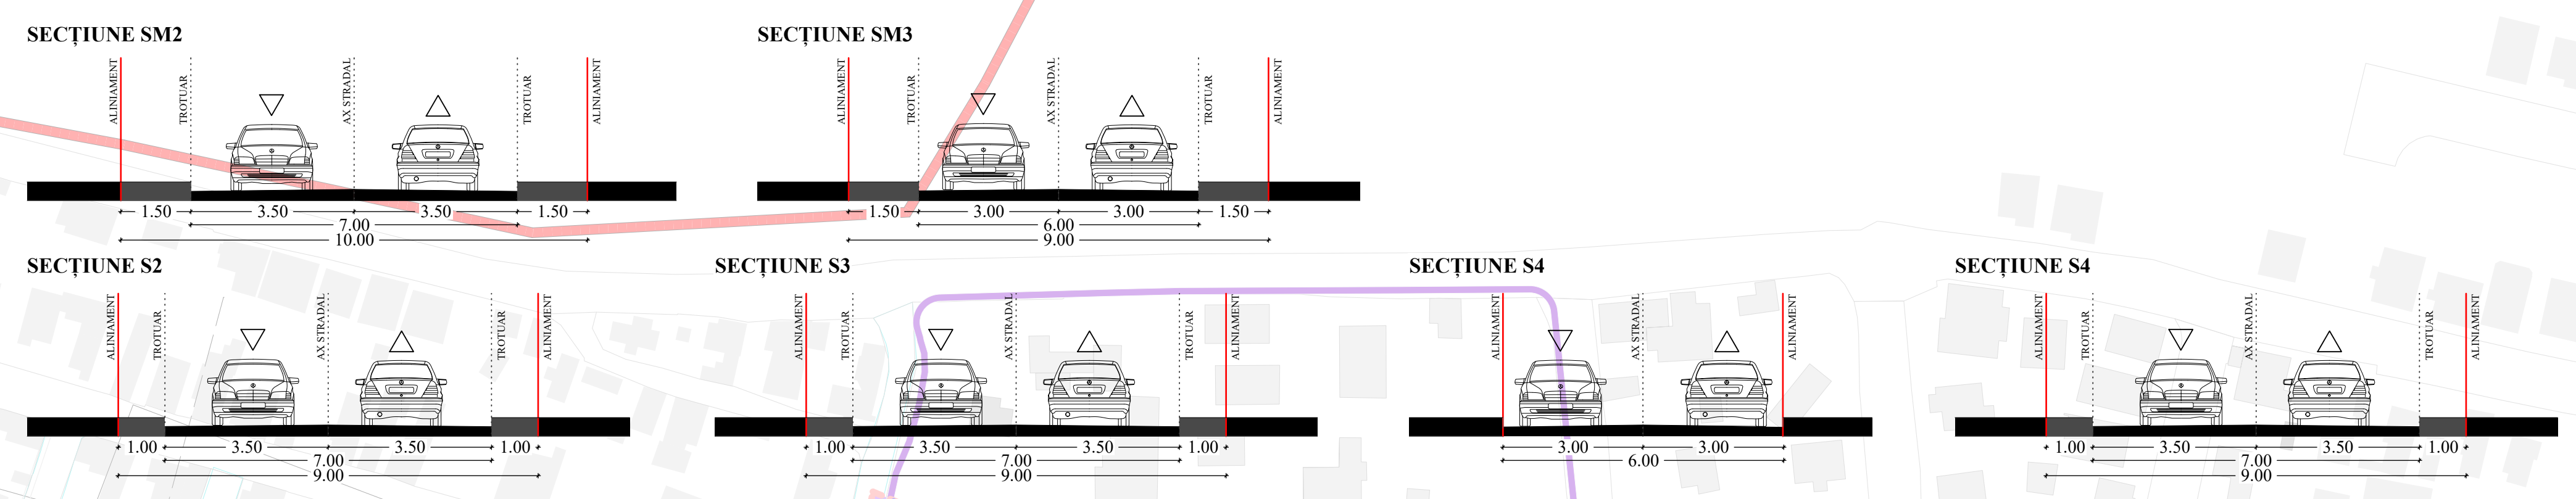 SECȚIUNE SM2
ALINIAMENT
TROTUAR
AX STRADAL
TROTUAR
ALINIAMENT
1.50 3.50 3.50 1.50
7.00
10.00
SECȚIUNE SM3
ALINIAMENT
TROTUAR
AX STRADAL
TROTUAR
ALINIAMENT
1.50 3.00 3.00 1.50
6.00
9.00
SECȚIUNE S2
ALINIAMENT
TROTUAR
AX STRADAL
TROTUAR
ALINIAMENT
1.00 3.50 3.50 1.00
7.00
9.00
SECȚIUNE S3
ALINIAMENT
TROTUAR
AX STRADAL
TROTUAR
ALINIAMENT
1.00 3.50 3.50 1.00
7.00
9.00
SECȚIUNE S4
ALINIAMENT
AX STRADAL
ALINIAMENT
3.00 3.00
6.00
SECȚIUNE S4
ALINIAMENT
TROTUAR
AX STRADAL
TROTUAR
ALINIAMENT
1.00 3.50 3.50 1.00
7.00
9.00